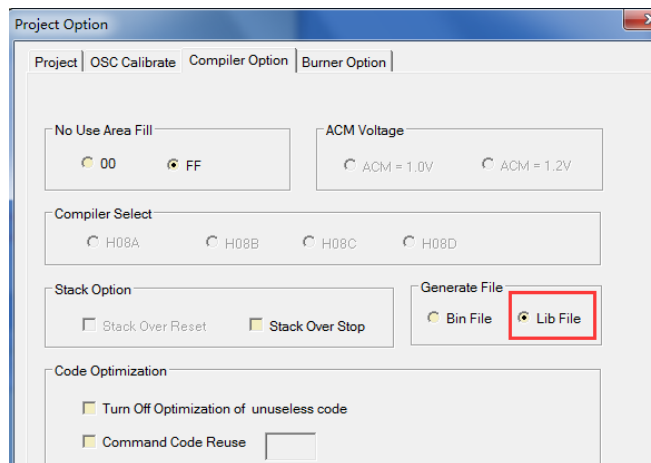 Project Option
Project OSC Calibrate Compiler Option Burner Option
No Use Area Fill
00 FF
ACM Voltage
ACM = 1.0V ACM = 1.2V
Compiler Select
H08A H08B H08C H08D
Stack Option
Stack Over Reset Stack Over Stop
Generate File
Bin File Lib File
Code Optimization
Turn Off Optimization of unuseless code
Command Code Reuse